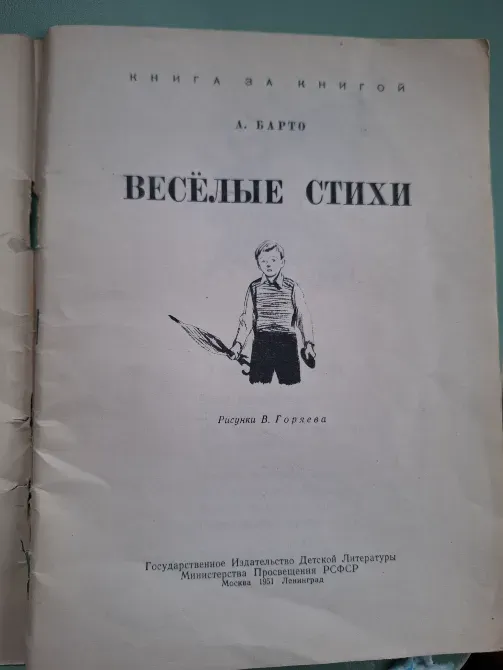 КНИГА ЗА КНИГОЙ
А. БАРТО
ВЕСЁЛЫЕ СТИХИ
Рисунки В. Горяева
Государственное Издательство Детской Литературы
Министерства Просвещения РСФСР
Москва 1951 Ленинград